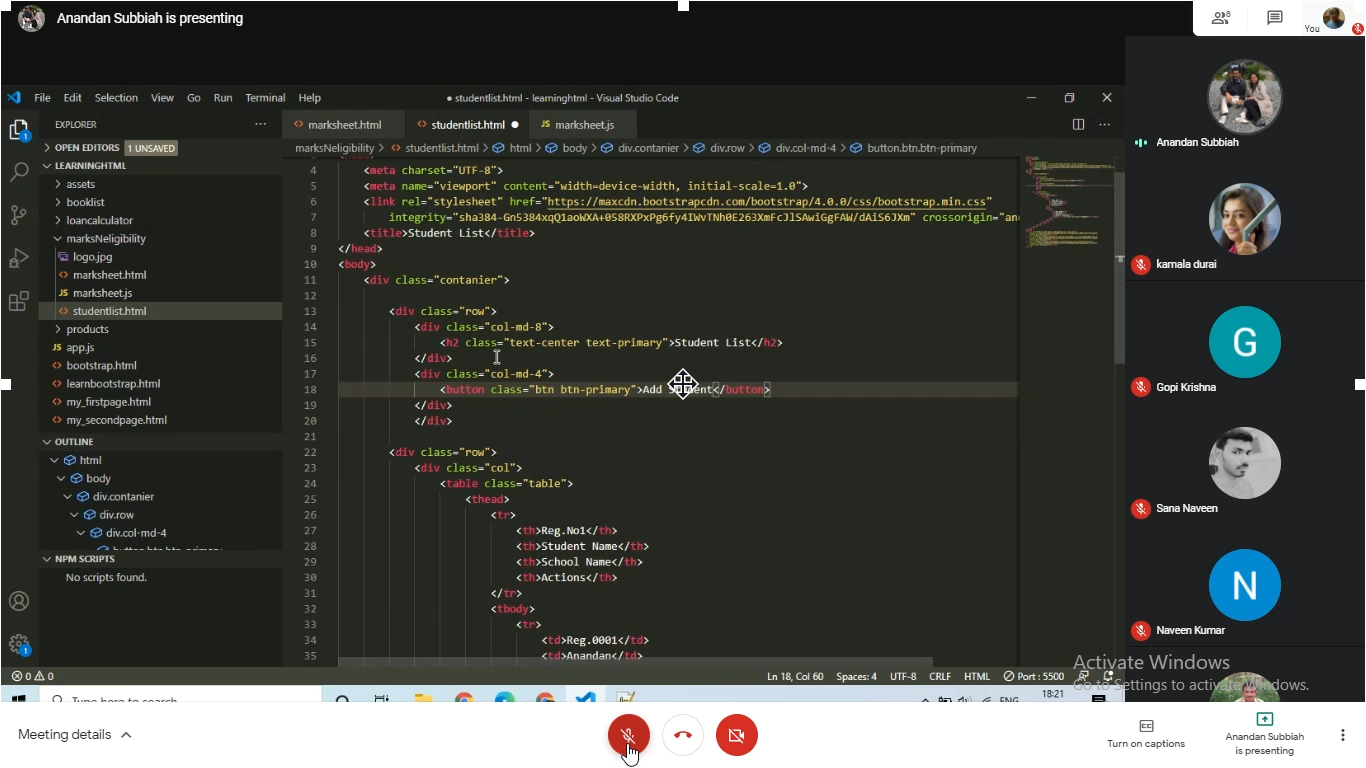 Anandan Subbiah is presenting
8
You
File Edit Selection View Go Run Terminal Help
● studentlist.html - learninghtml - Visual Studio Code
EXPLORER
OPEN EDITORS 1 UNSAVED
LEARNINGHTML
assets
booklist
loancalculator
marksNeligibility
logo.jpg
<> marksheet.html
JS marksheet.js
<> studentlist.html
products
JS app.js
<> bootstrap.html
<> learnbootstrap.html
<> my_firstpage.html
<> my_secondpage.html
OUTLINE
html
body
div.contanier
div.row
div.col-md-4
NPM SCRIPTS
No scripts found.
<> marksheet.html <> studentlist.html ● JS marksheet.js
marksNeligibility > <> studentlist.html > html > body > div.contanier > div.row > div.col-md-4 > button.btn.btn-primary
4 <meta charset="UTF-8">
5 <meta name="viewport" content="width=device-width, initial-scale=1.0">
6 <link rel="stylesheet" href="https://maxcdn.bootstrapcdn.com/bootstrap/4.0.0/css/bootstrap.min.css"
7 integrity="sha384-Gn5384xqQ1aoWXA+058RXPxPg6fy4IWvTNh0E263XmFcJlSAwiGgFAW/dAiS6JXm" crossorigin="an
8 <title>Student List</title>
9 </head>
10 <body>
11 <div class="contanier">
12
13 <div class="row">
14 <div class="col-md-8">
15 <h2 class="text-center text-primary">Student List</h2>
16 </div>
17 <div class="col-md-4">
18 <button class="btn btn-primary">Add Student</button>
19 </div>
20 </div>
21
22 <div class="row">
23 <div class="col">
24 <table class="table">
25 <thead>
26 <tr>
27 <th>Reg.No1</th>
28 <th>Student Name</th>
29 <th>School Name</th>
30 <th>Actions</th>
31 </tr>
32 <tbody>
33 <tr>
34 <td>Reg.0001</td>
35 <td>Anandan</td>
0 0 Ln 18, Col 60 Spaces: 4 UTF-8 CRLF HTML Port : 5500
Type here to search
ENG
18:21
Anandan Subbiah
kamala durai
G
Gopi Krishna
Sana Naveen
N
Naveen Kumar
Activate Windows
Go to Settings to activate Windows.
Meeting details
Turn on captions
Anandan Subbiah
is presenting